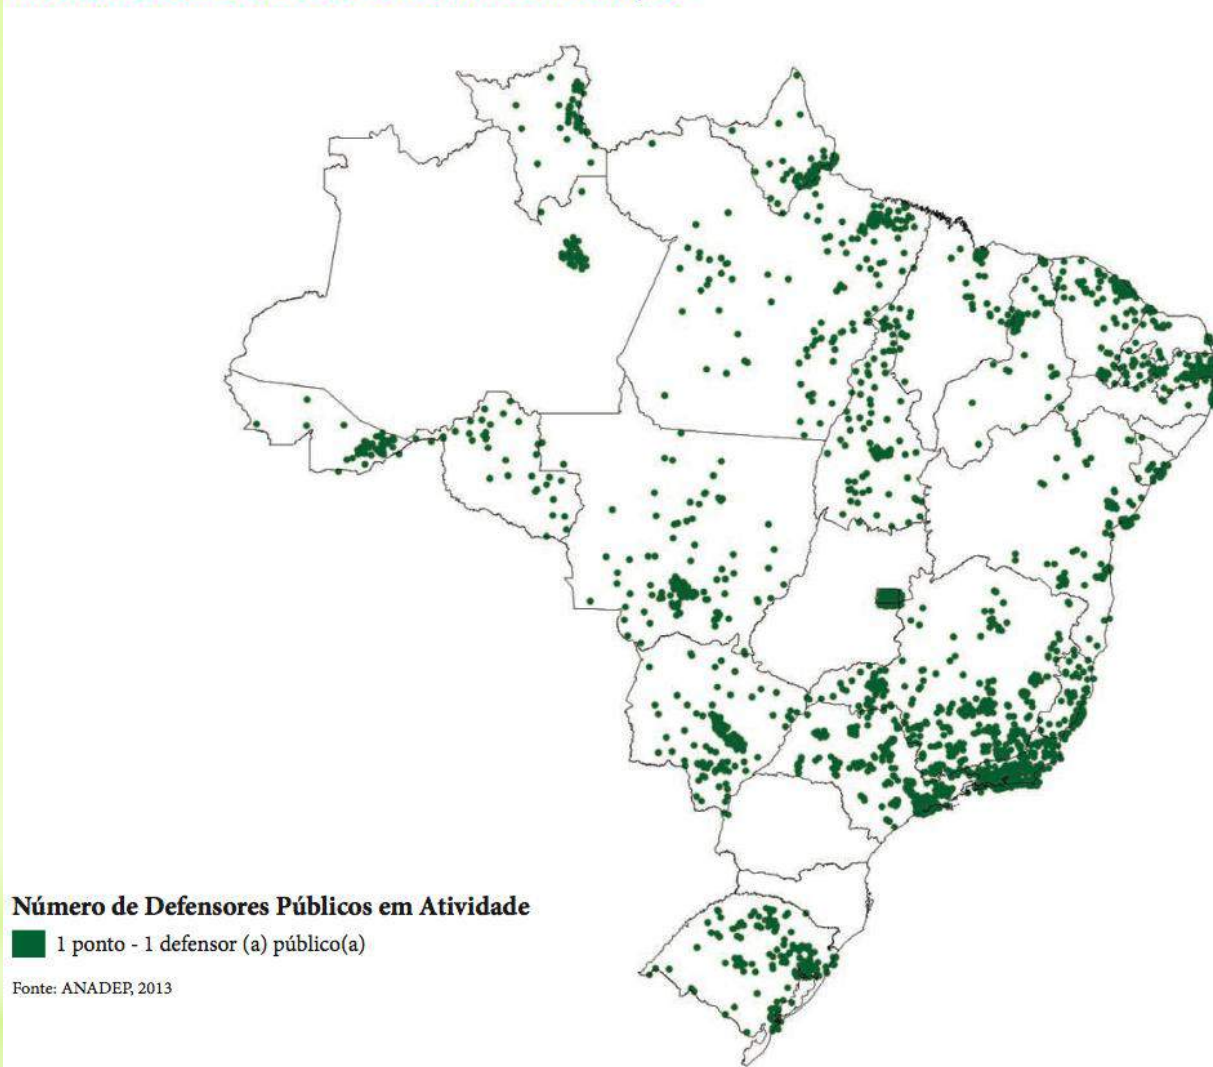 Número de Defensores Públicos em Atividade
1 ponto - 1 defensor (a) público(a)
Fonte: ANADEP, 2013